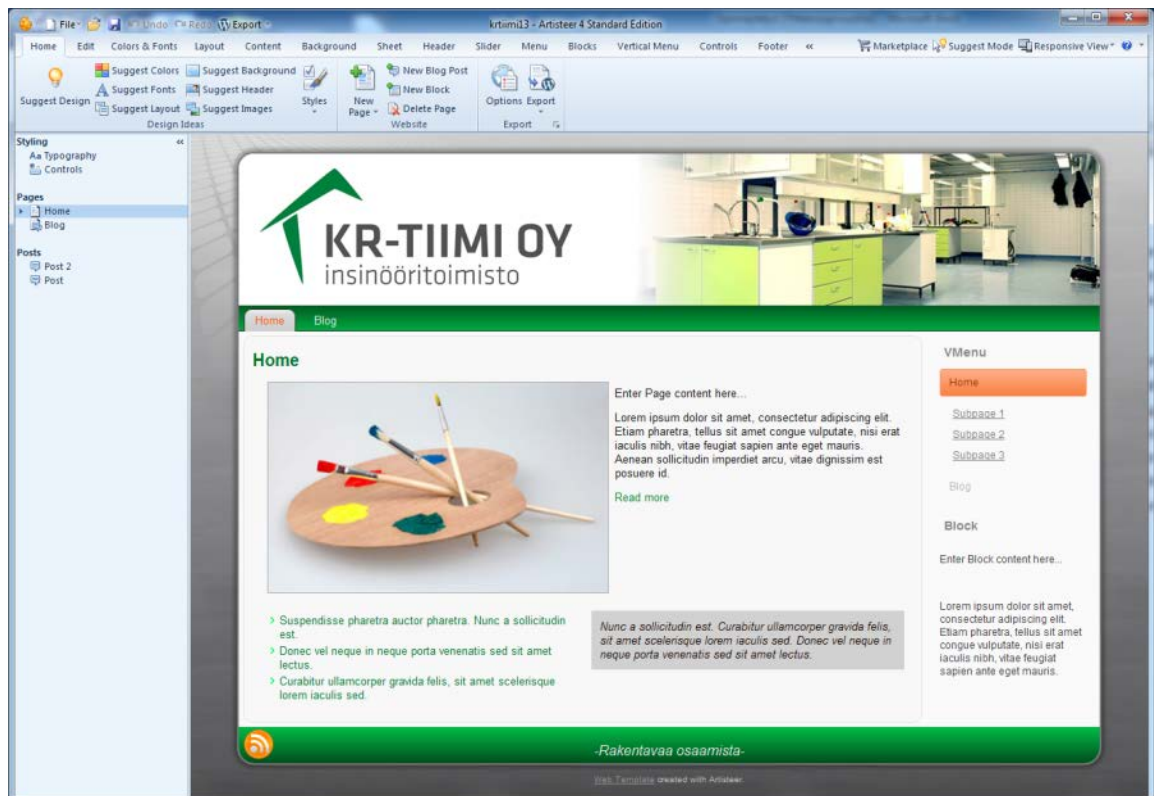 File Undo Redo Export krtiimi13 - Artisteer 4 Standard Edition
Home Edit Colors & Fonts Layout Content Background Sheet Header Slider Menu Blocks Vertical Menu Controls Footer « Marketplace Suggest Mode Responsive View
Suggest Design
Suggest Colors
Suggest Fonts
Suggest Layout
Suggest Background
Suggest Header
Suggest Images
Styles
Design Ideas
New Page
New Blog Post
New Block
Delete Page
Website
Options Export
Export
Styling «
Aa Typography
Controls
Pages
Home
Blog
Posts
Post 2
Post
KR-TIIMI OY
insinööritoimisto
Home Blog
Home
Enter Page content here...
Lorem ipsum dolor sit amet, consectetur adipiscing elit.
Etiam pharetra, tellus sit amet congue vulputate, nisi erat
iaculis nibh, vitae feugiat sapien ante eget mauris.
Aenean sollicitudin imperdiet arcu, vitae dignissim est
posuere id.
Read more
Suspendisse pharetra auctor pharetra. Nunc a sollicitudin
est.
Donec vel neque in neque porta venenatis sed sit amet
lectus.
Curabitur ullamcorper gravida felis, sit amet scelerisque
lorem iaculis sed.
Nunc a sollicitudin est. Curabitur ullamcorper gravida felis,
sit amet scelerisque lorem iaculis sed. Donec vel neque in
neque porta venenatis sed sit amet lectus.
VMenu
Home
Subpage 1
Subpage 2
Subpage 3
Blog
Block
Enter Block content here...
Lorem ipsum dolor sit amet,
consectetur adipiscing elit.
Etiam pharetra, tellus sit amet
congue vulputate, nisi erat
iaculis nibh, vitae feugiat
sapien ante eget mauris.
-Rakentavaa osaamista-
Web Template created with Artisteer.